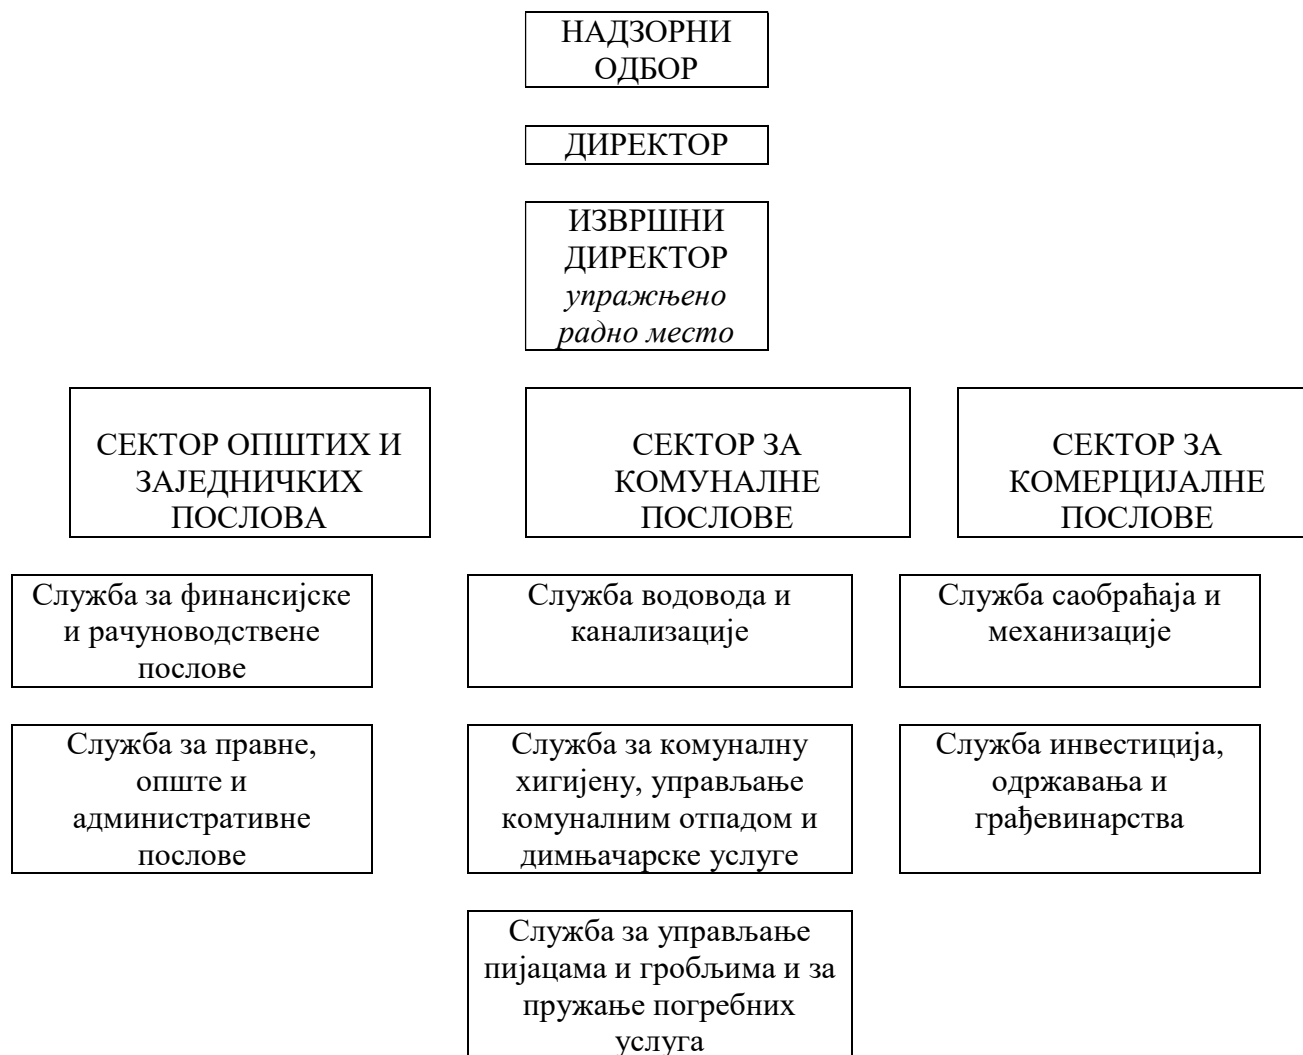 НАДЗОРНИ
ОДБОР
ДИРЕКТОР
ИЗВРШНИ
ДИРЕКТОР
упражњено
радно место
СЕКТОР ОПШТИХ И
ЗАЈЕДНИЧКИХ
ПОСЛОВА
СЕКТОР ЗА
КОМУНАЛНЕ
ПОСЛОВЕ
СЕКТОР ЗА
КОМЕРЦИЈАЛНЕ
ПОСЛОВЕ
Служба за финансијске
и рачуноводствене
послове
Служба водовода и
канализације
Служба саобраћаја и
механизације
Служба за правне,
опште и
административне
послове
Служба за комуналну
хигијену, управљање
комуналним отпадом и
димњачарске услуге
Служба инвестиција,
одржавања и
грађевинарства
Служба за управљање
пијацама и гробљима и за
пружање погребних
услуга